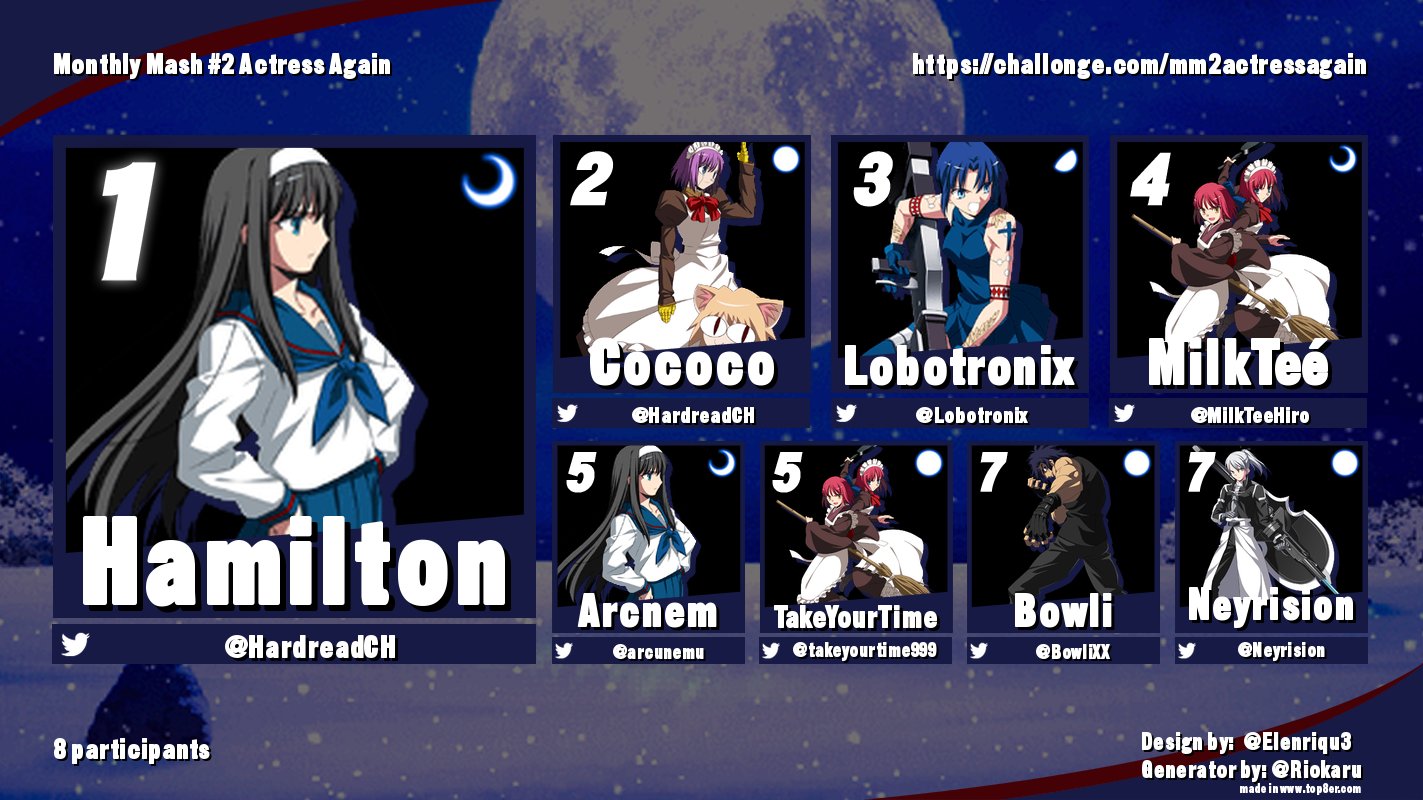 Monthly Mash #2 Actress Again
https://challonge.com/mm2actressagain
1
Hamilton
@HardreadCH
2
Cococo
@HardreadCH
3
Lobotronix
@Lobotronix
4
MilkTeé
@MilkTeeHiro
5
Arcnem
@arcunemu
5
TakeYourTime
@takeyourtime999
7
Bowli
@BowliXX
7
Neyrision
@Neyrision
8 participants
Design by: @Elenriqu3
Generator by: @Riokaru
made in www.top8er.com